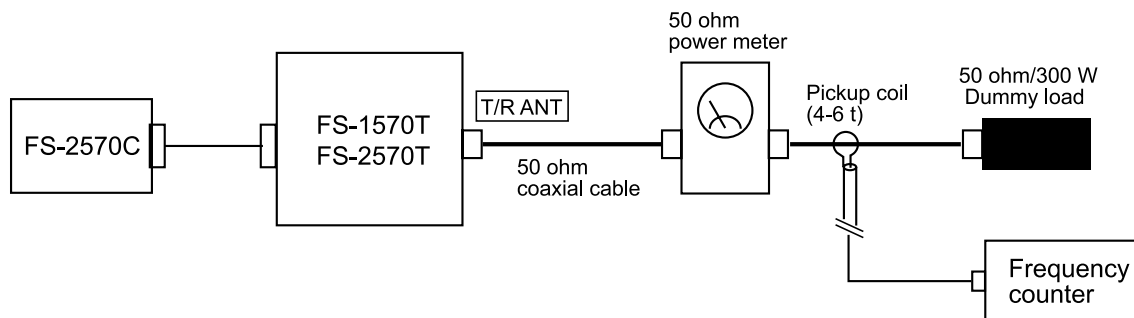 FS-2570C
FS-1570T
FS-2570T
T/R ANT
50 ohm
coaxial cable
50 ohm
power meter
Pickup coil
(4-6 t)
50 ohm/300 W
Dummy load
Frequency
counter